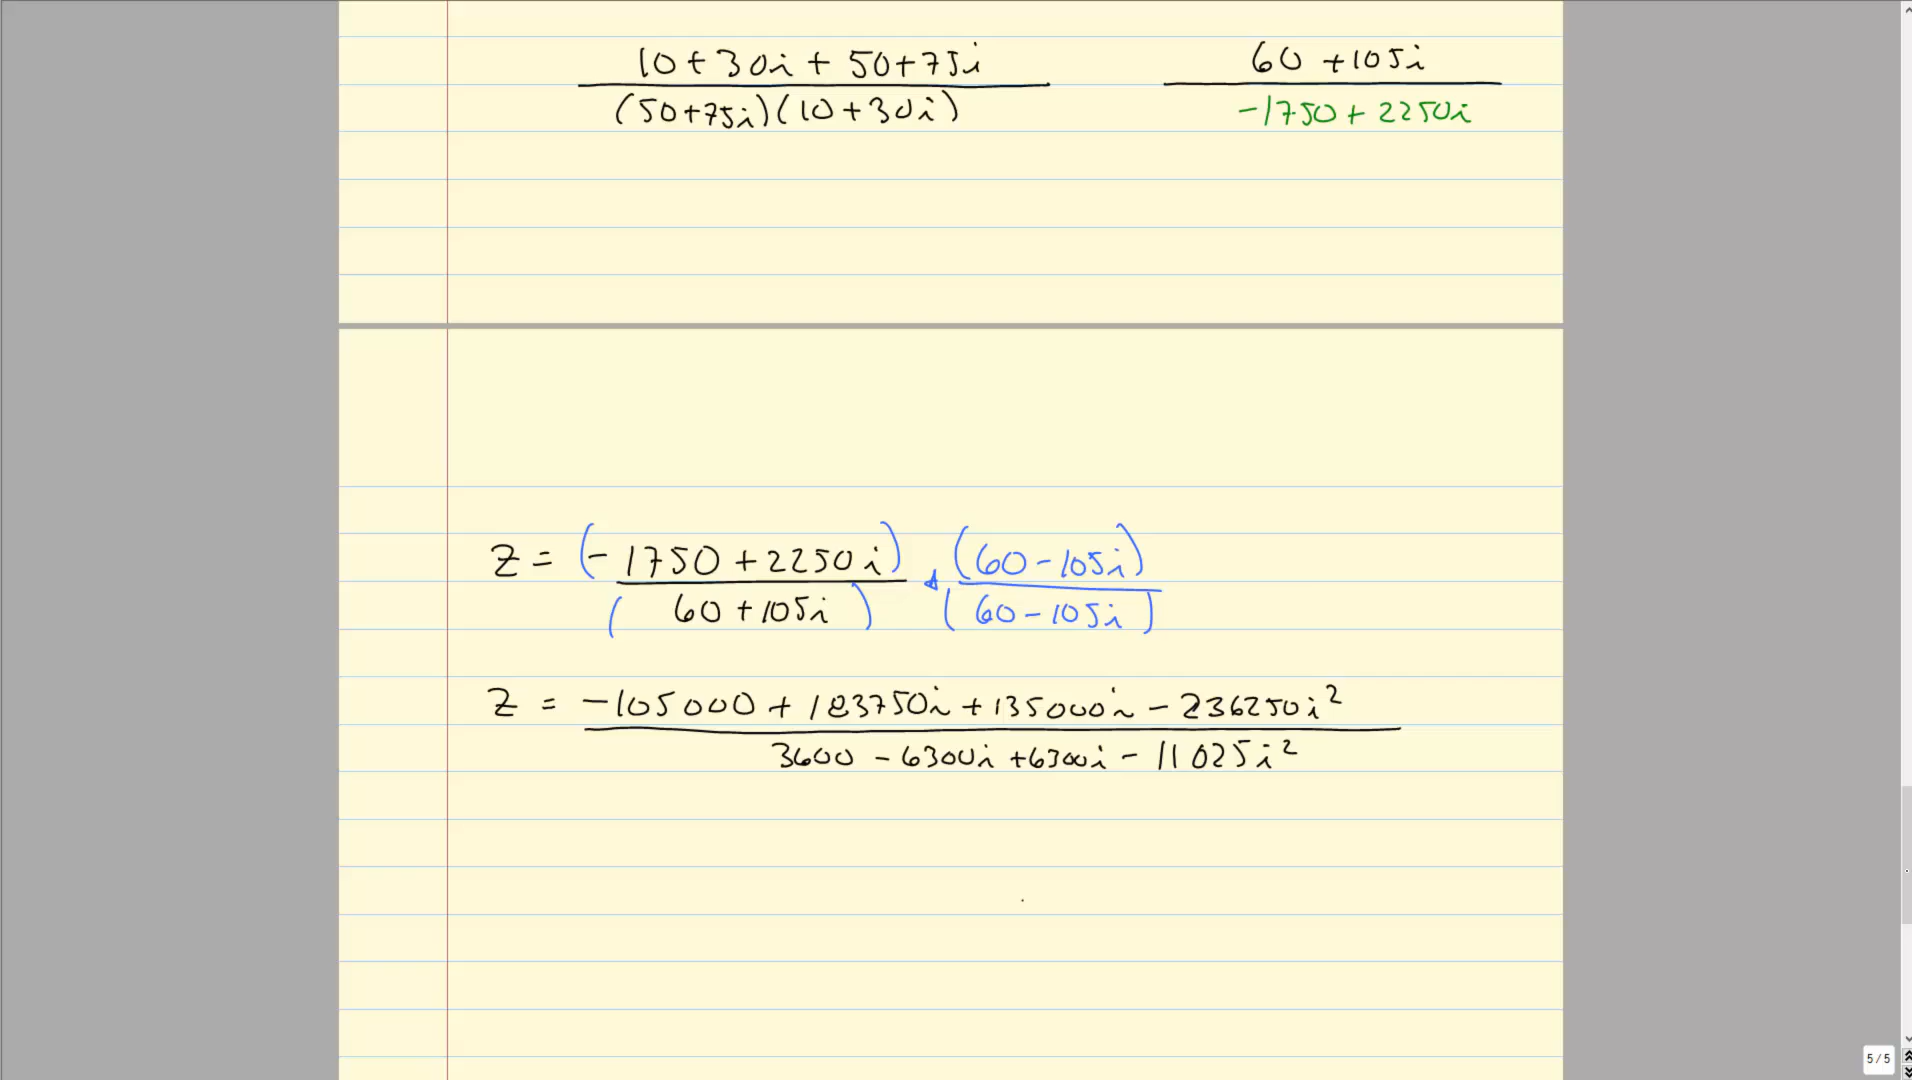 10+30i + 50+75i   60 +105i
(50+75i)(10+30i)   -1750+2250i
Z = (-1750+2250i) · (60-105i)
( 60+105i ) (60-105i)
Z = -105000 + 183750i + 135000i - 236250i²
3600 - 6300i +6300i - 11025i²
5/5